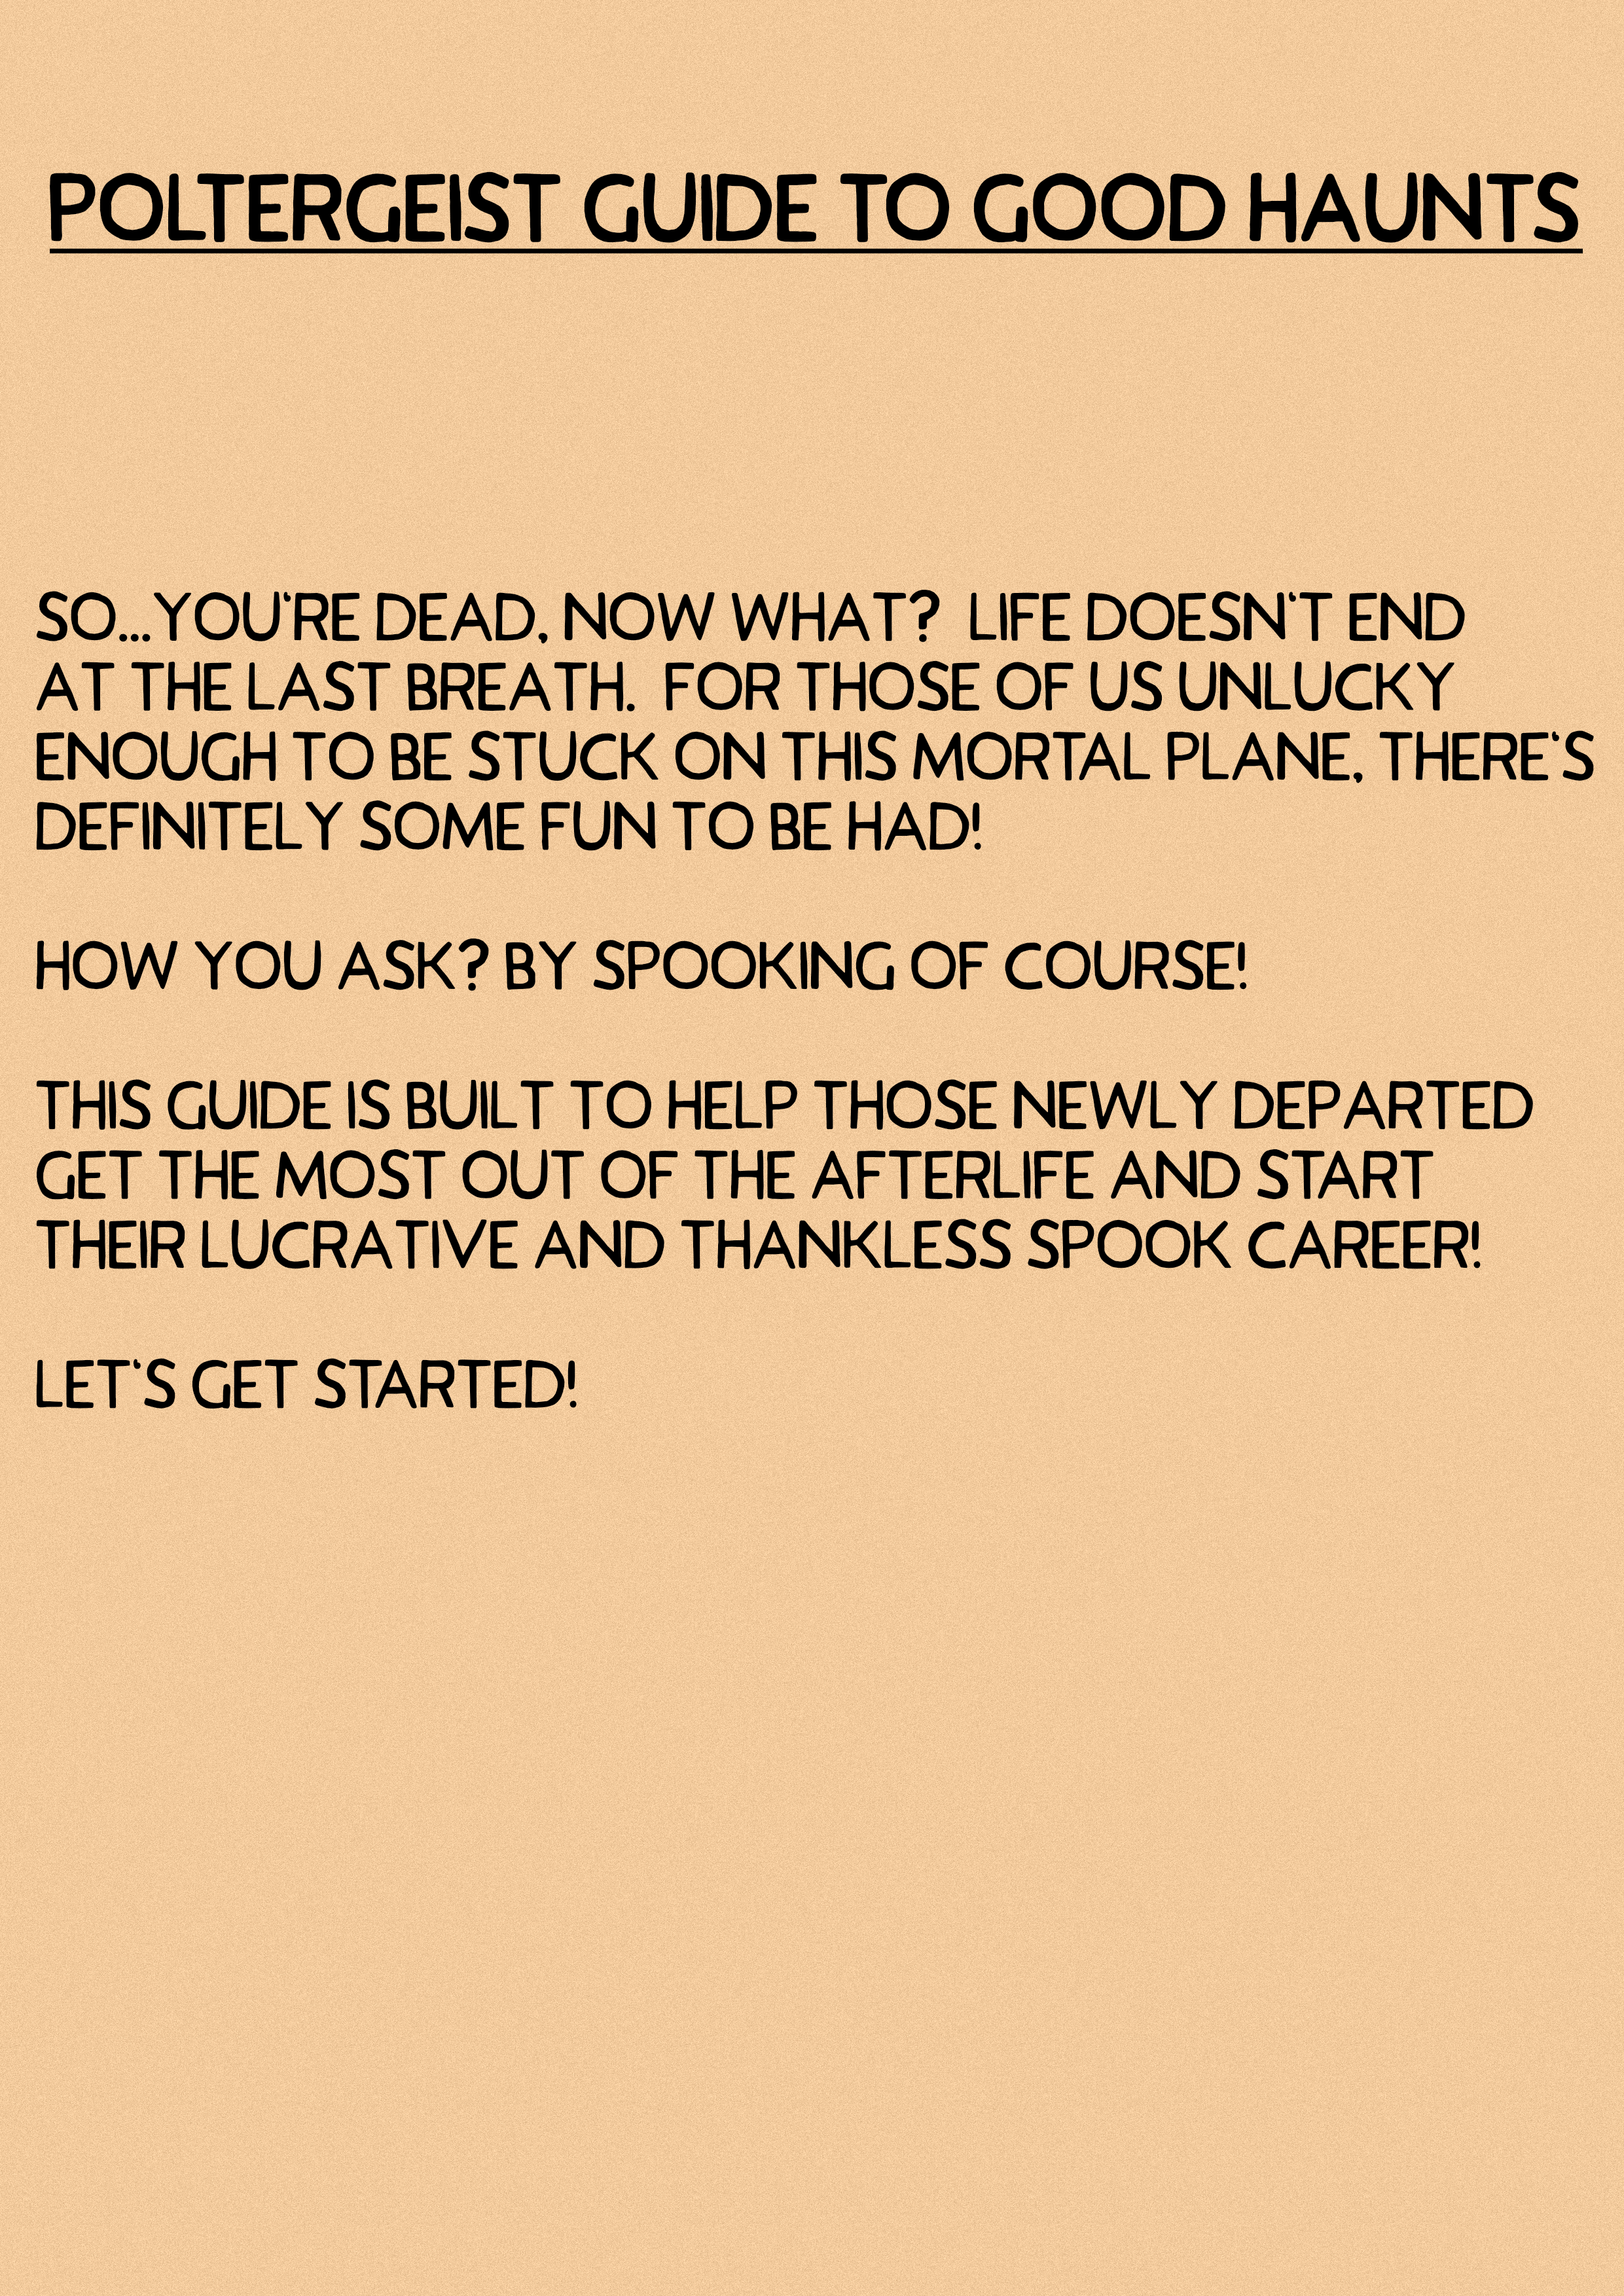 POLTERGEIST GUIDE TO GOOD HAUNTS
SO...YOU'RE DEAD, NOW WHAT?  LIFE DOESN'T END
AT THE LAST BREATH.  FOR THOSE OF US UNLUCKY
ENOUGH TO BE STUCK ON THIS MORTAL PLANE, THERE'S
DEFINITELY SOME FUN TO BE HAD!
HOW YOU ASK? BY SPOOKING OF COURSE!
THIS GUIDE IS BUILT TO HELP THOSE NEWLY DEPARTED
GET THE MOST OUT OF THE AFTERLIFE AND START
THEIR LUCRATIVE AND THANKLESS SPOOK CAREER!
LET'S GET STARTED!